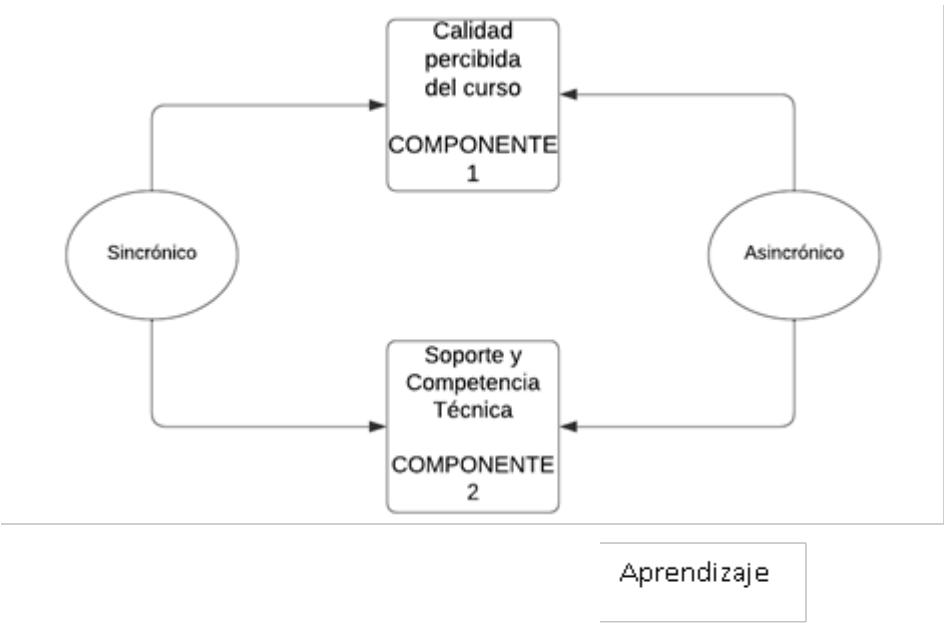 Calidad
percibida
del curso
COMPONENTE
1
Sincrónico
Asincrónico
Soporte y
Competencia
Técnica
COMPONENTE
2
Aprendizaje